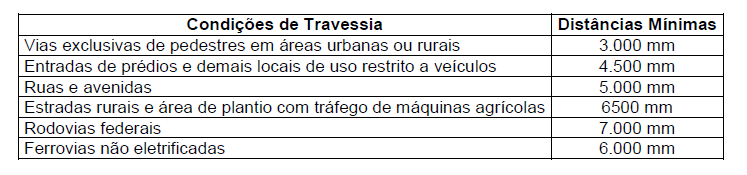 Condições de Travessia Distâncias Mínimas
Vias exclusivas de pedestres em áreas urbanas ou rurais 3.000 mm
Entradas de prédios e demais locais de uso restrito a veículos 4.500 mm
Ruas e avenidas 5.000 mm
Estradas rurais e área de plantio com tráfego de máquinas agrícolas 6500 mm
Rodovias federais 7.000 mm
Ferrovias não eletrificadas 6.000 mm